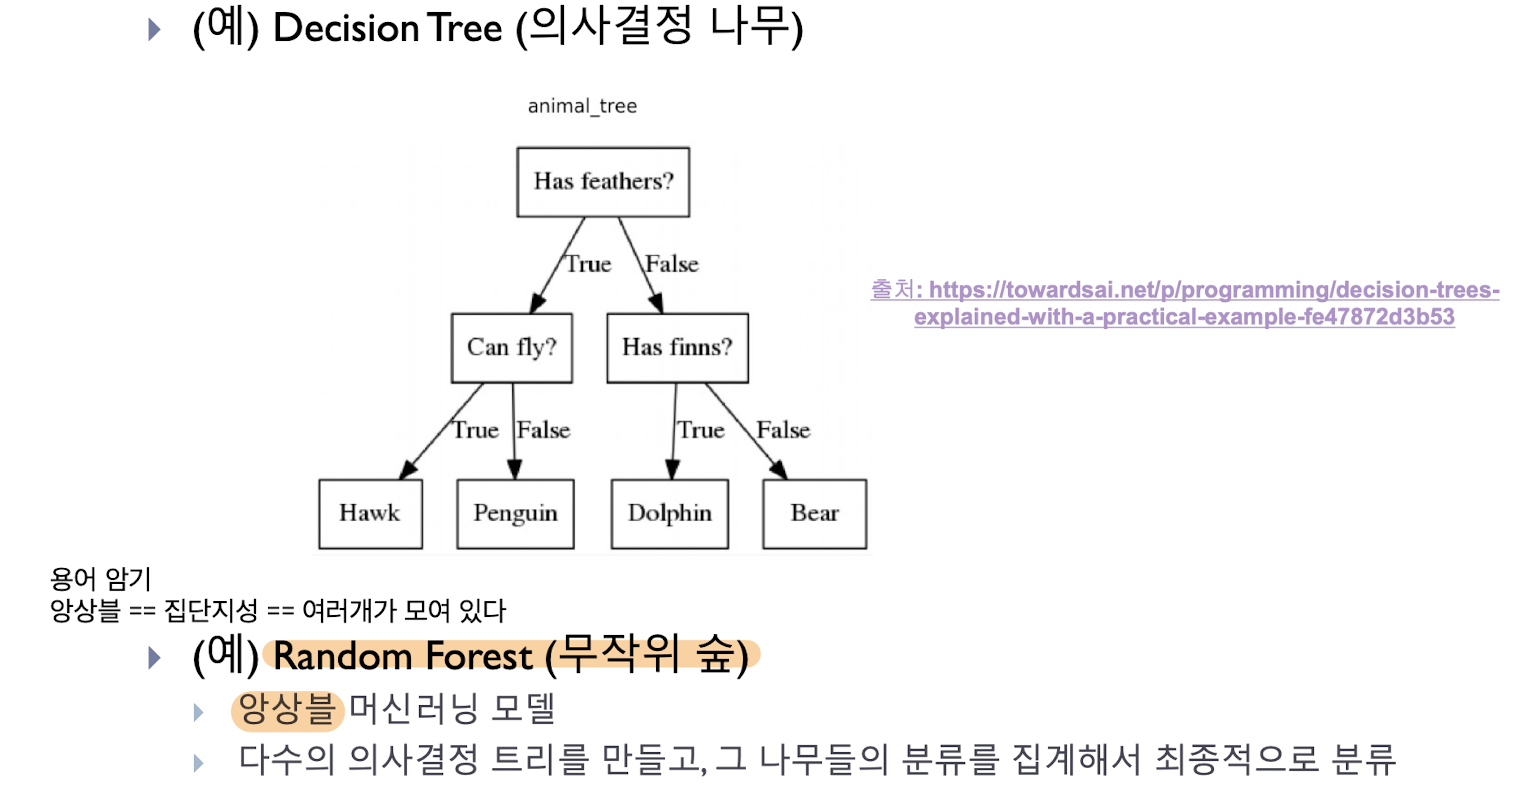 (예) Decision Tree (의사결정 나무)
animal_tree
Has feathers?
True False
Can fly? Has finns?
출처: https://towardsai.net/p/programming/decision-trees-
explained-with-a-practical-example-fe47872d3b53
True False True False
Hawk Penguin Dolphin Bear
용어 암기
앙상블 == 집단지성 == 여러개가 모여 있다
(예) Random Forest (무작위 숲)
앙상블 머신러닝 모델
다수의 의사결정 트리를 만들고, 그 나무들의 분류를 집계해서 최종적으로 분류